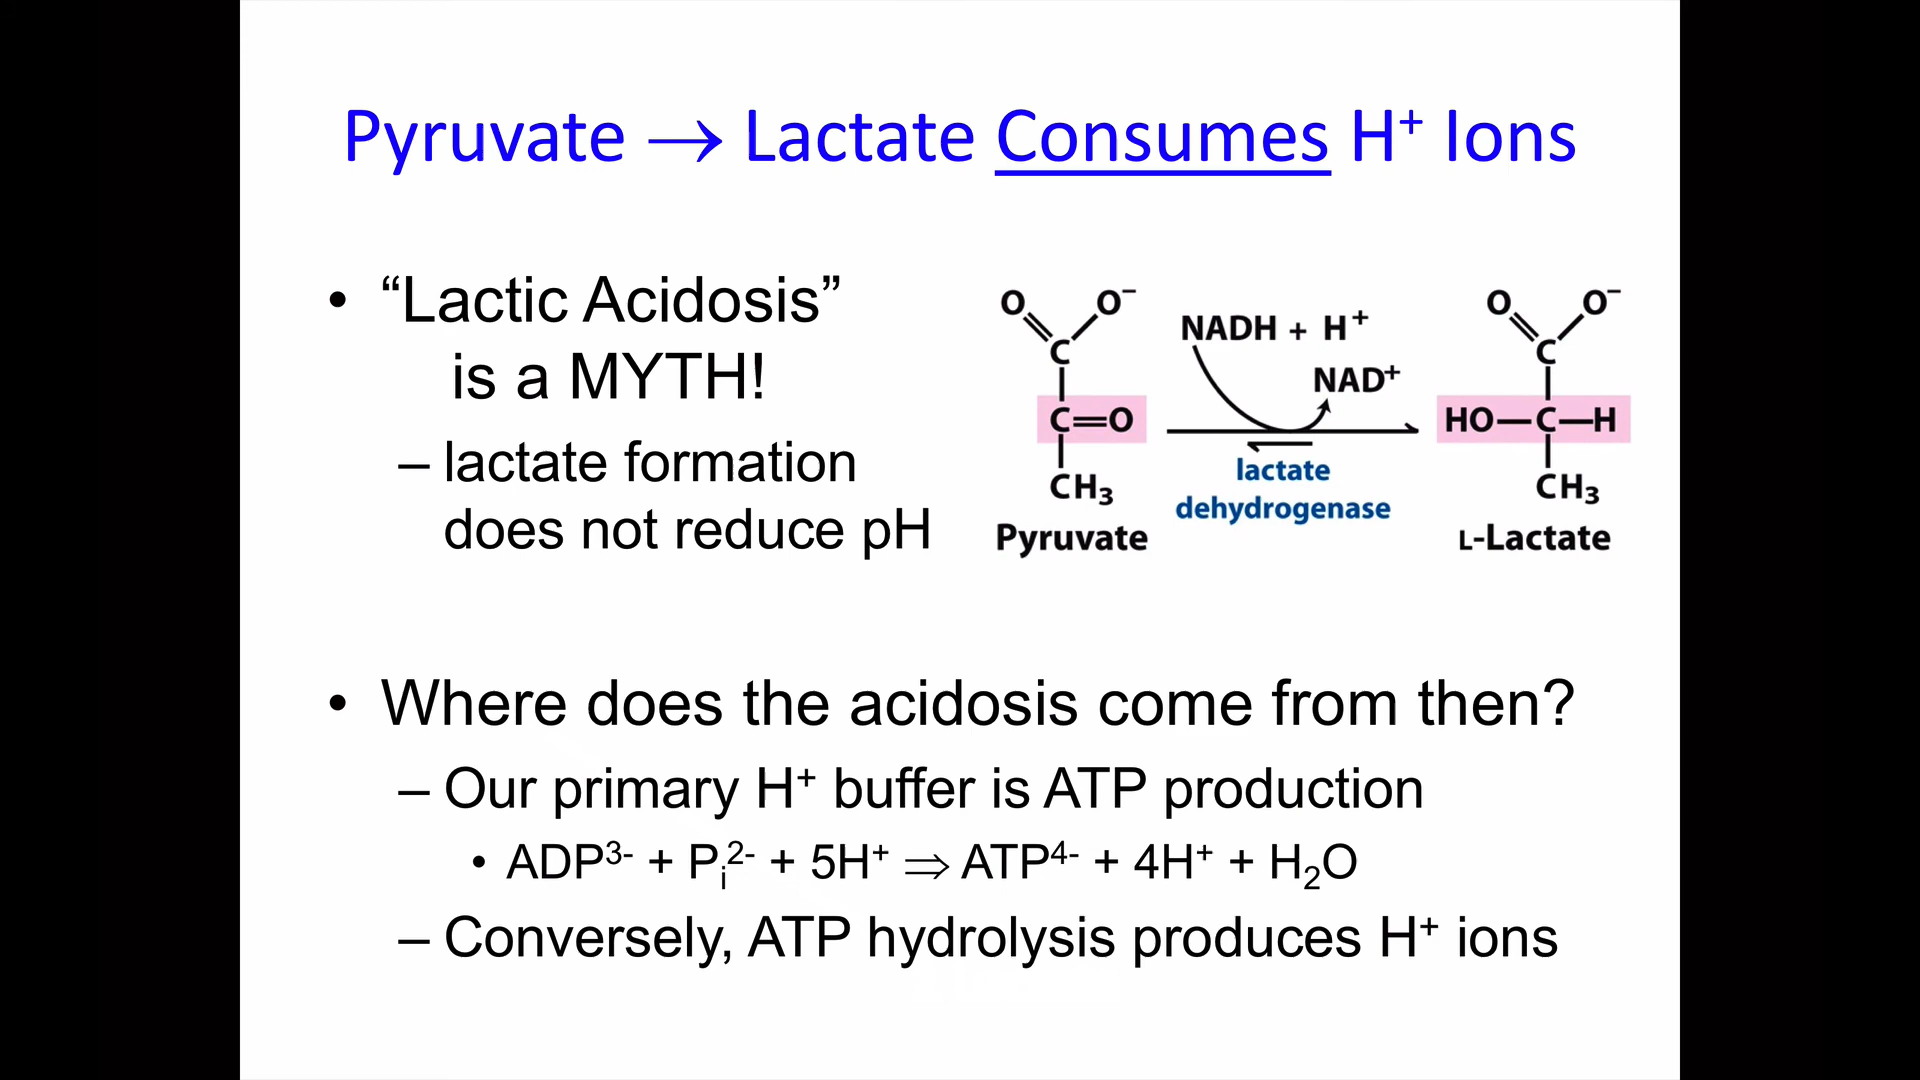 Pyruvate → Lactate Consumes H⁺ Ions
• “Lactic Acidosis”
is a MYTH!
– lactate formation
does not reduce pH
O O⁻
C
C=O
CH₃
Pyruvate
NADH + H⁺
NAD⁺
lactate
dehydrogenase
O O⁻
C
HO—C—H
CH₃
L-Lactate
• Where does the acidosis come from then?
– Our primary H⁺ buffer is ATP production
• ADP³⁻ + Pᵢ²⁻ + 5H⁺ ⇒ ATP⁴⁻ + 4H⁺ + H₂O
– Conversely, ATP hydrolysis produces H⁺ ions